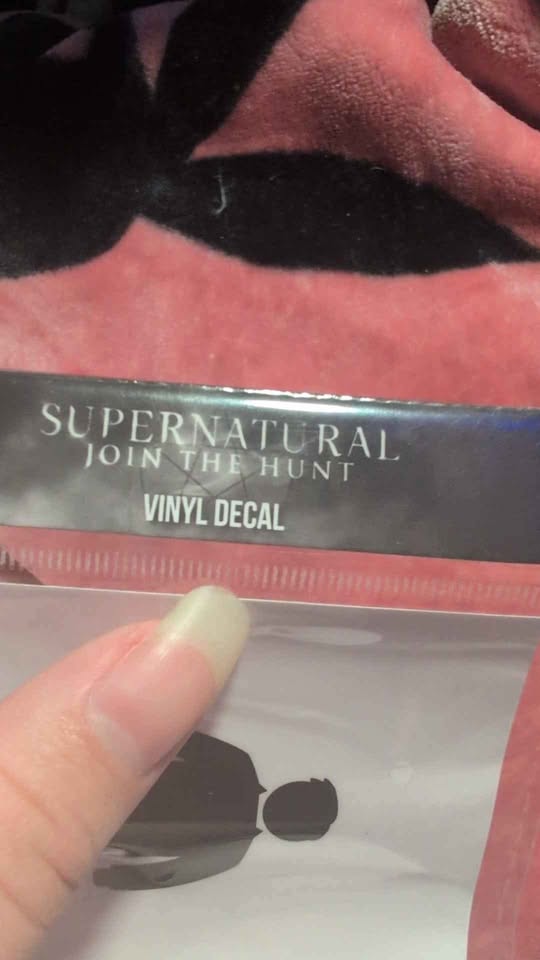 SUPERNATURAL
JOIN THE HUNT
VINYL DECAL